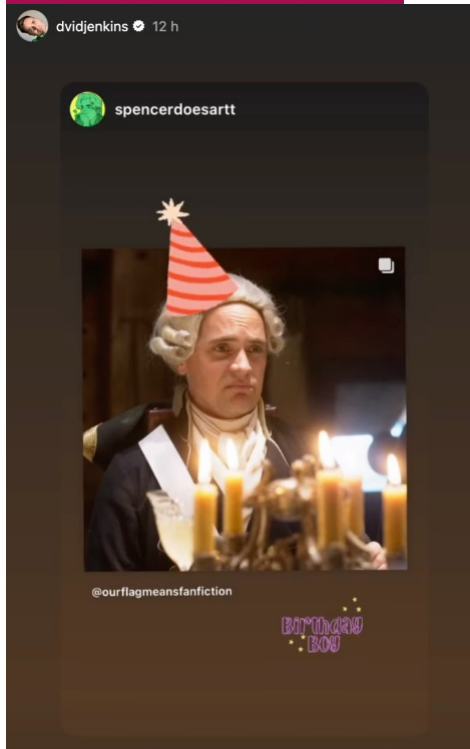 dvidjenkins 12 h
spencerdoesartt
@ourflagmeansfanfiction
BirthdAy
BOY